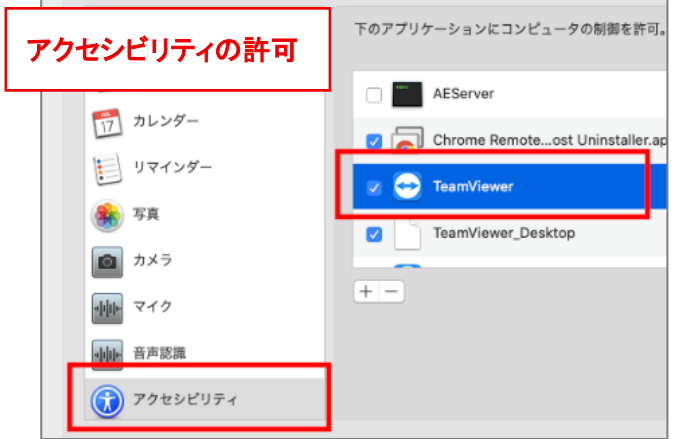 アクセシビリティの許可
下のアプリケーションにコンピュータの制御を許可。
カレンダー
リマインダー
写真
カメラ
マイク
音声認識
アクセシビリティ
AEServer
Chrome Remote...ost Uninstaller.ap
TeamViewer
TeamViewer_Desktop